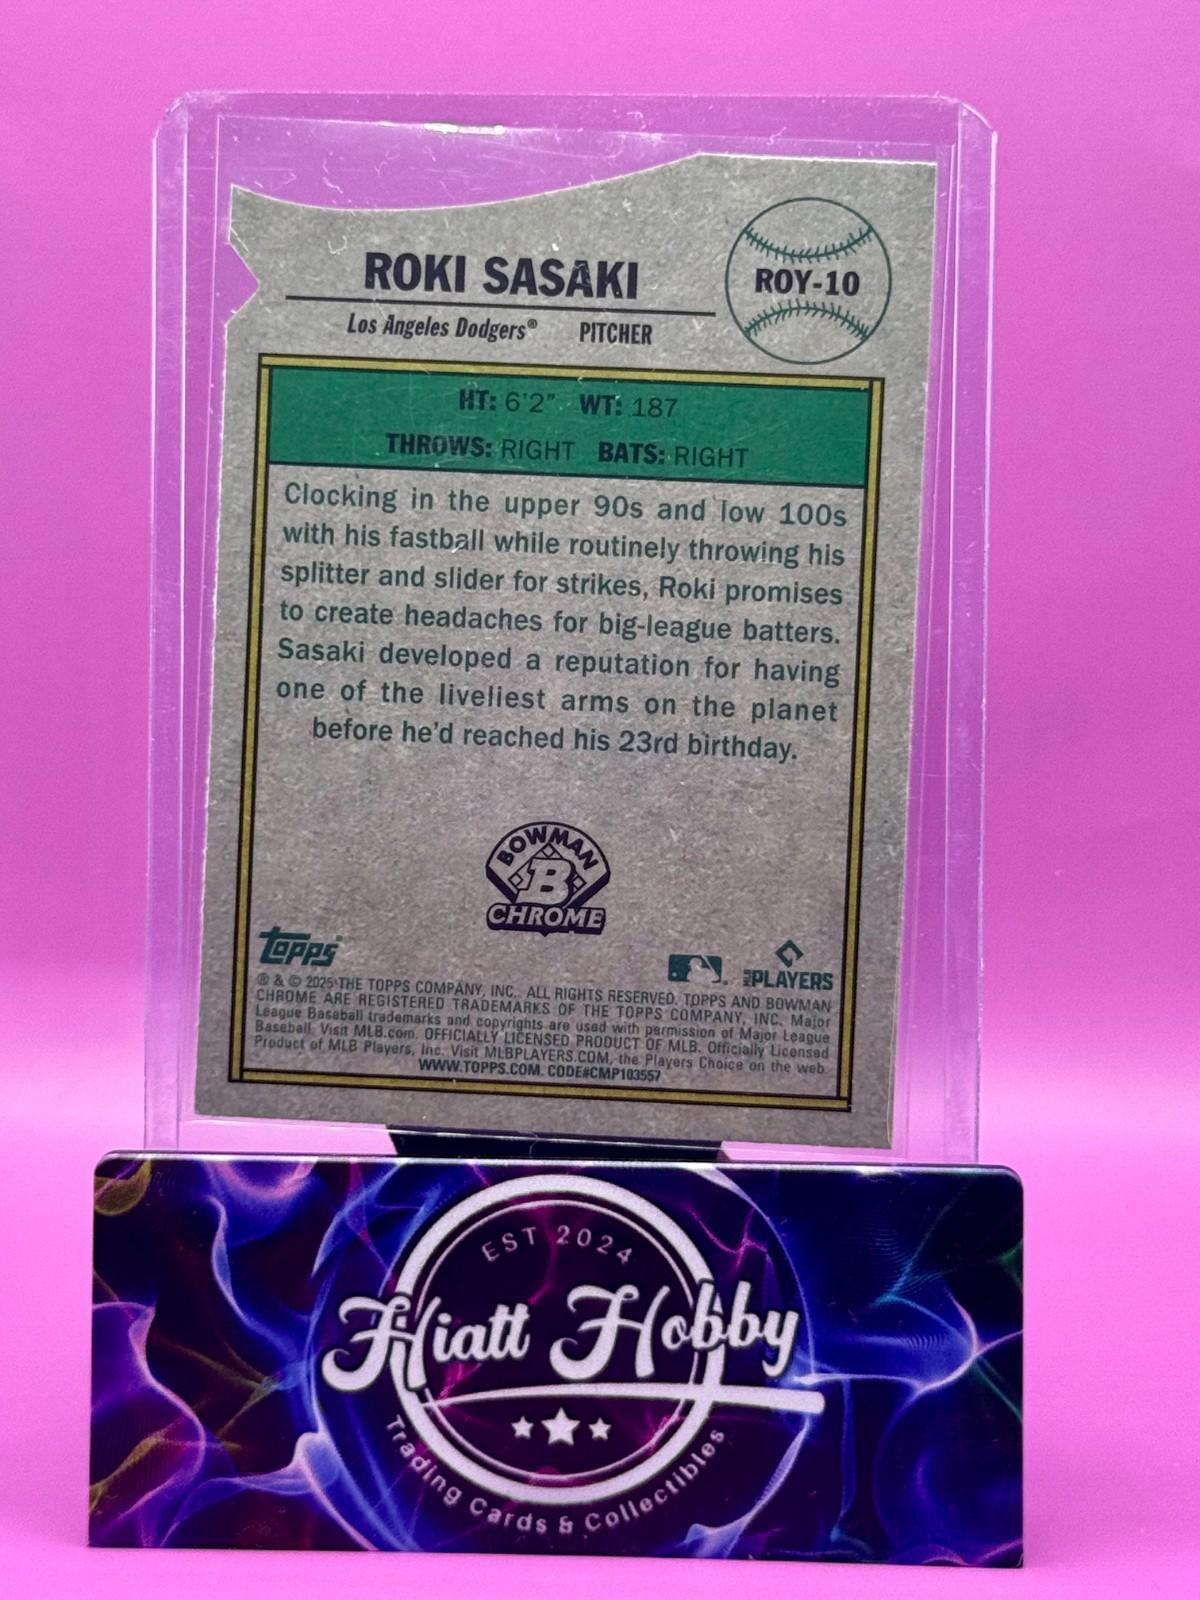 ROKI SASAKI
ROY-10
Los Angeles Dodgers® PITCHER
HT: 6'2" WT: 187
THROWS: RIGHT BATS: RIGHT
Clocking in the upper 90s and low 100s
with his fastball while routinely throwing his
splitter and slider for strikes, Roki promises
to create headaches for big-league batters.
Sasaki developed a reputation for having
one of the liveliest arms on the planet
before he'd reached his 23rd birthday.
BOWMAN
B
CHROME
TOPPS
MLB PLAYERS
® & © 2025 THE TOPPS COMPANY, INC. ALL RIGHTS RESERVED. TOPPS AND BOWMAN
CHROME ARE REGISTERED TRADEMARKS OF THE TOPPS COMPANY, INC. Major
League Baseball trademarks and copyrights are used with permission of Major League
Baseball. Visit MLB.com. OFFICIALLY LICENSED PRODUCT OF MLB. Officially Licensed
Product of MLB Players, Inc. Visit MLBPLAYERS.COM, the Players Choice on the web.
WWW.TOPPS.COM. CODE#CMP103557
EST 2024
Hiatt Hobby
Trading Cards & Collectibles